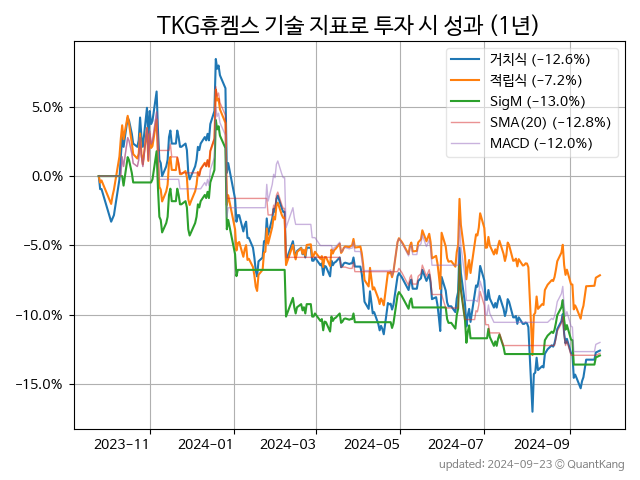 TKG휴켐스 기술 지표로 투자 시 성과 (1년)
거치식 (−12.6%)
적립식 (−7.2%)
SigM (−13.0%)
SMA(20) (−12.8%)
MACD (−12.0%)
5.0%
0.0%
−5.0%
−10.0%
−15.0%
2023−11 2024−01 2024−03 2024−05 2024−07 2024−09
updated: 2024−09−23 © QuantKang